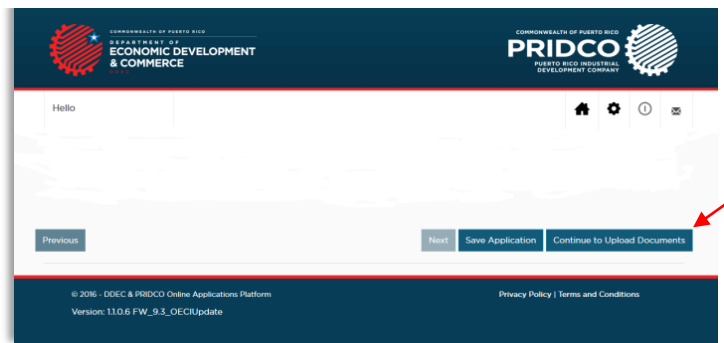 COMMONWEALTH OF PUERTO RICO
DEPARTMENT OF
ECONOMIC DEVELOPMENT
& COMMERCE
COMMONWEALTH OF PUERTO RICO
PRIDCO
PUERTO RICO INDUSTRIAL
DEVELOPMENT COMPANY
Hello
Previous
Next
Save Application
Continue to Upload Documents
© 2016 - DDEC & PRIDCO Online Applications Platform
Privacy Policy | Terms and Conditions
Version: 1.1.0.6 FW_9.3_OECIUpdate